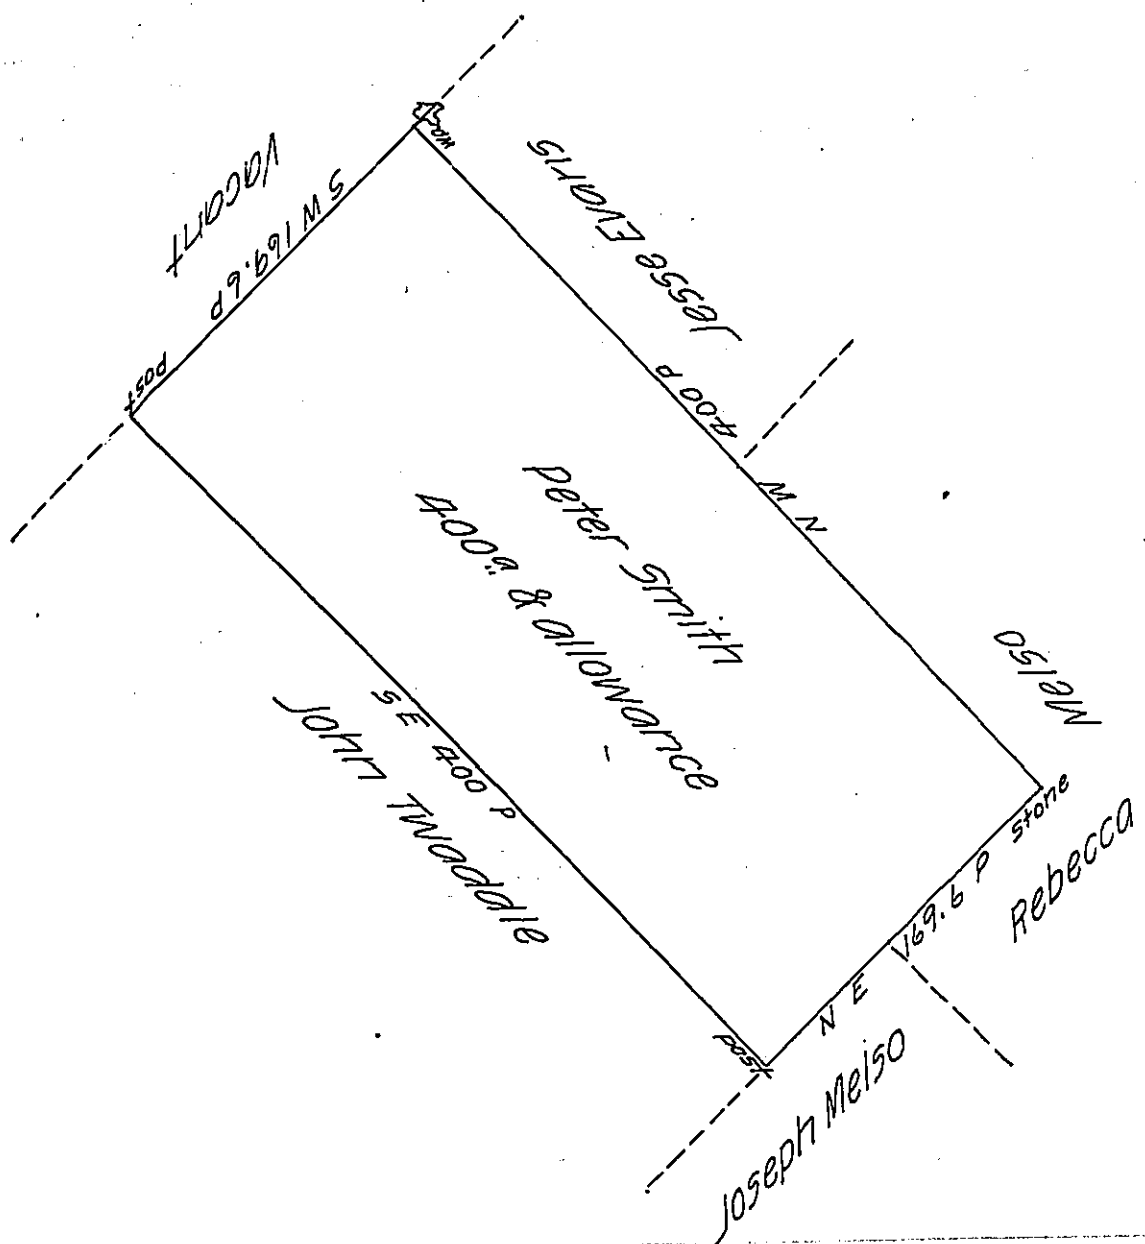 Vacant
S W 169.6 P
post
W.O.
Jesse Evans
400 P
N W
Peter Smith
400a. & allowance
S E 400 P
John Twaddle
Rebecca
Melso
stone
N E 169.6 P
post
Joseph Melso